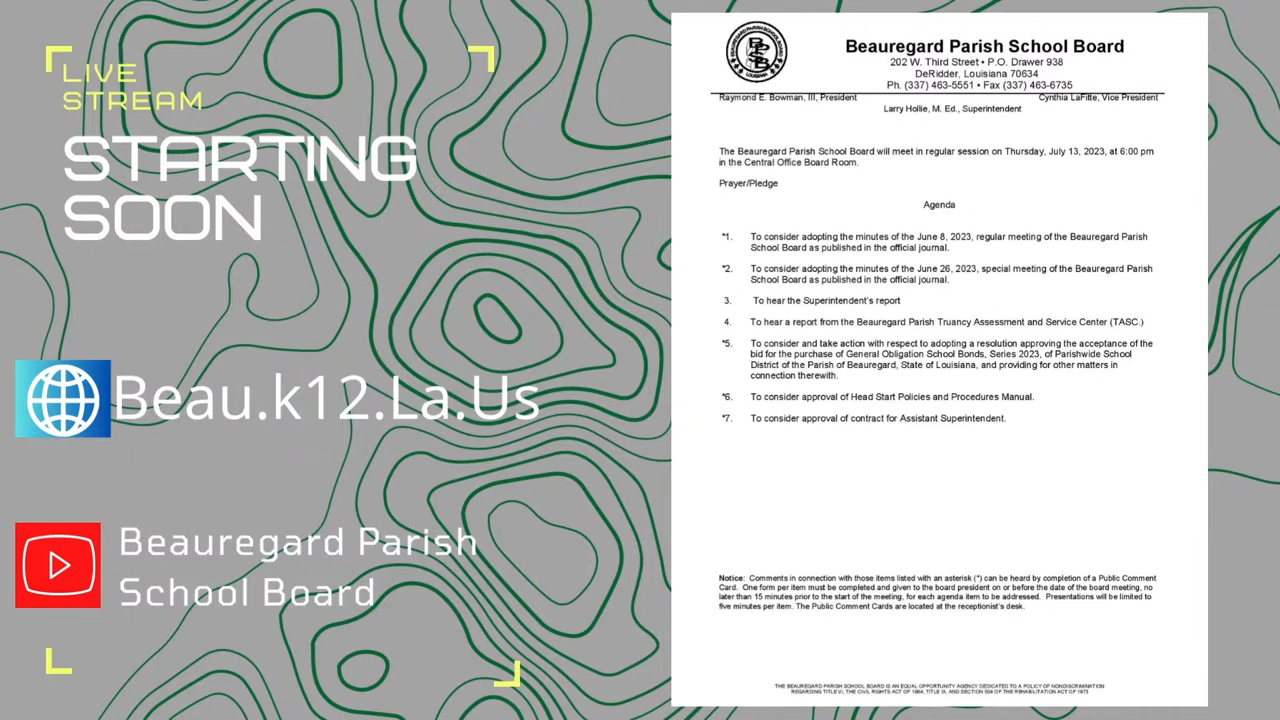 LIVE
STREAM
STARTING
SOON
Beau.k12.La.Us
Beauregard Parish
School Board
Beauregard Parish School Board
202 W. Third Street • P.O. Drawer 938
DeRidder, Louisiana 70634
Ph. (337) 463-5551 • Fax (337) 463-6735
Raymond E. Bowman, III, President
Cynthia LaFitte, Vice President
Larry Hollie, M. Ed., Superintendent
The Beauregard Parish School Board will meet in regular session on Thursday, July 13, 2023, at 6:00 pm
in the Central Office Board Room.
Prayer/Pledge
Agenda
*1. To consider adopting the minutes of the June 8, 2023, regular meeting of the Beauregard Parish
School Board as published in the official journal.
*2. To consider adopting the minutes of the June 26, 2023, special meeting of the Beauregard Parish
School Board as published in the official journal.
3. To hear the Superintendent's report
4. To hear a report from the Beauregard Parish Truancy Assessment and Service Center (TASC.)
*5. To consider and take action with respect to adopting a resolution approving the acceptance of the
bid for the purchase of General Obligation School Bonds, Series 2023, of Parishwide School
District of the Parish of Beauregard, State of Louisiana, and providing for other matters in
connection therewith.
*6. To consider approval of Head Start Policies and Procedures Manual.
*7. To consider approval of contract for Assistant Superintendent.
Notice: Comments in connection with those items listed with an asterisk (*) can be heard by completion of a Public Comment
Card. One form per item must be completed and given to the board president on or before the date of the board meeting, no
later than 15 minutes prior to the start of the meeting, for each agenda item to be addressed. Presentations will be limited to
five minutes per item. The Public Comment Cards are located at the receptionist's desk.
THE BEAUREGARD PARISH SCHOOL BOARD IS AN EQUAL OPPORTUNITY AGENCY DEDICATED TO A POLICY OF NONDISCRIMINATION
REGARDING TITLE VI, THE CIVIL RIGHTS ACT OF 1964, TITLE IX, AND SECTION 504 OF THE REHABILITATION ACT OF 1973